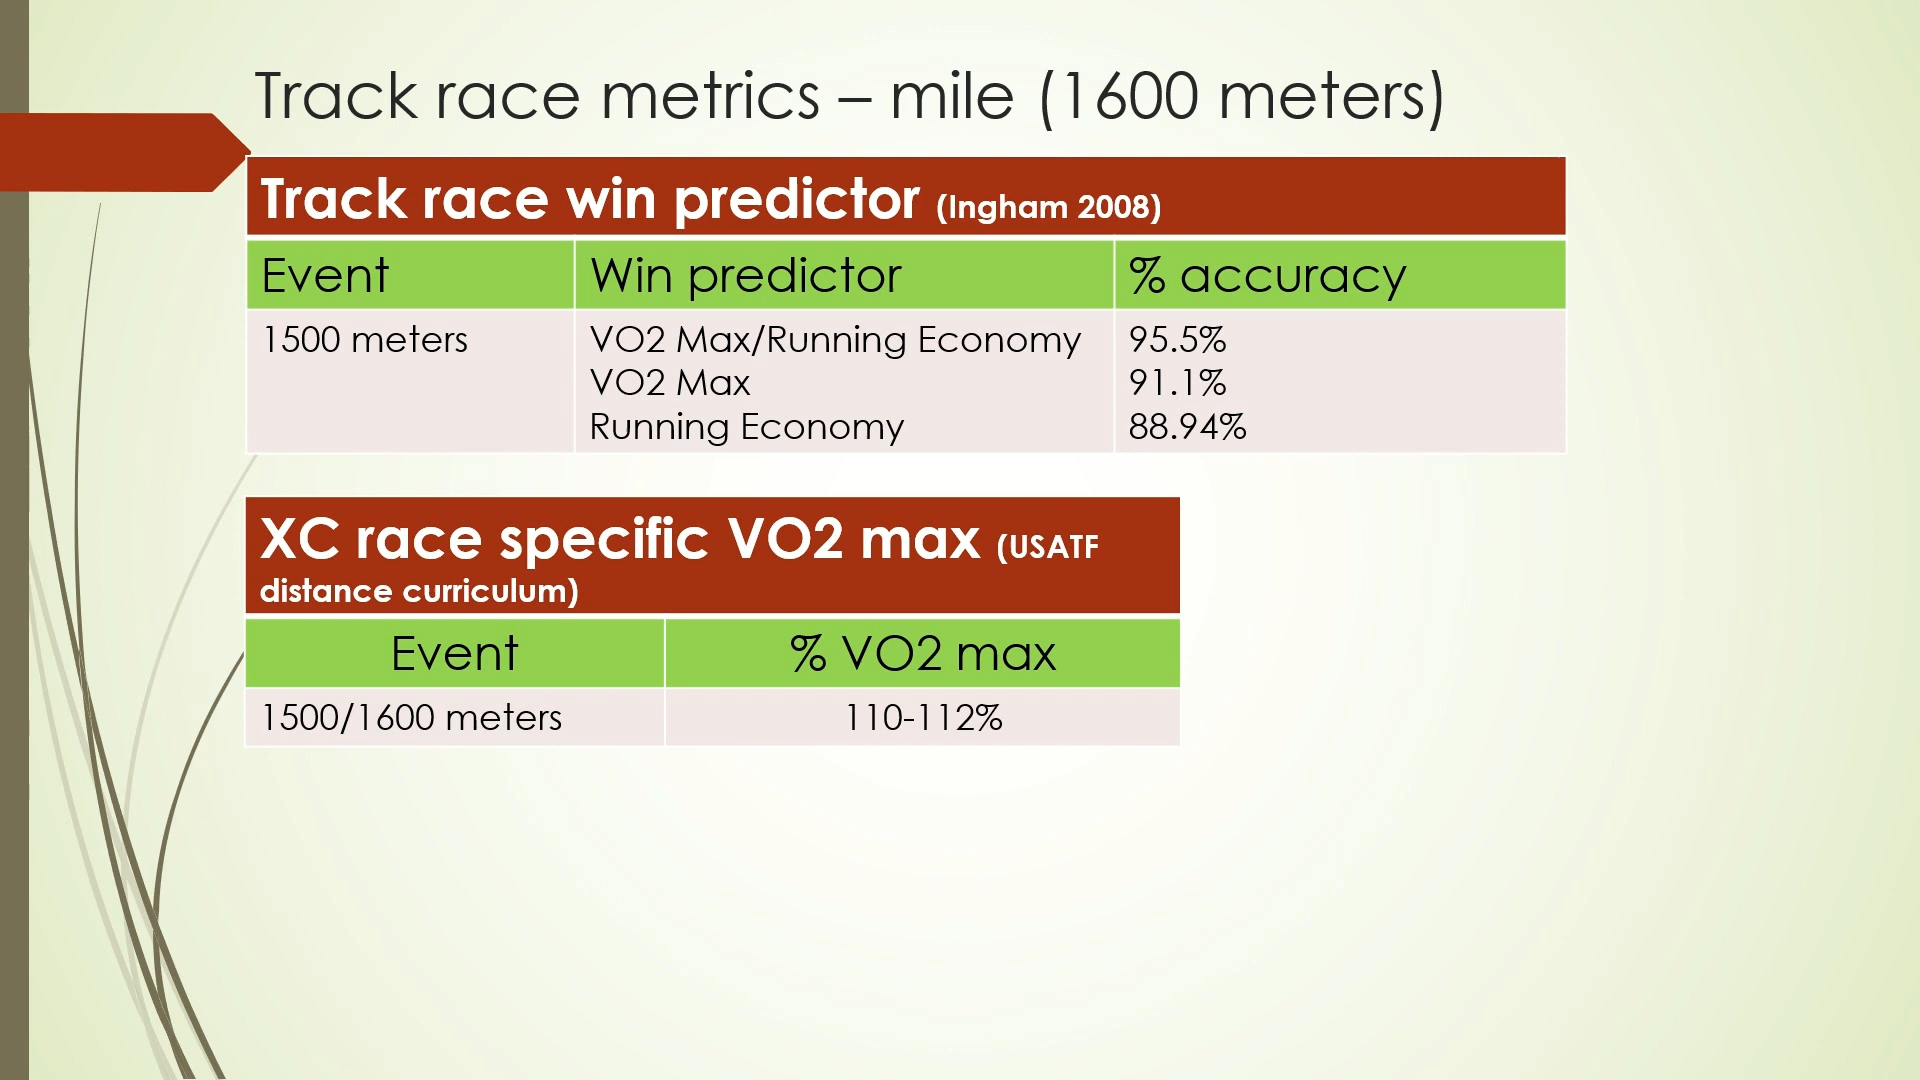 Track race metrics – mile (1600 meters)
Track race win predictor (Ingham 2008)
Event Win predictor % accuracy
1500 meters VO2 Max/Running Economy 95.5%
VO2 Max 91.1%
Running Economy 88.94%
XC race specific VO2 max (USATF
distance curriculum)
Event % VO2 max
1500/1600 meters 110-112%